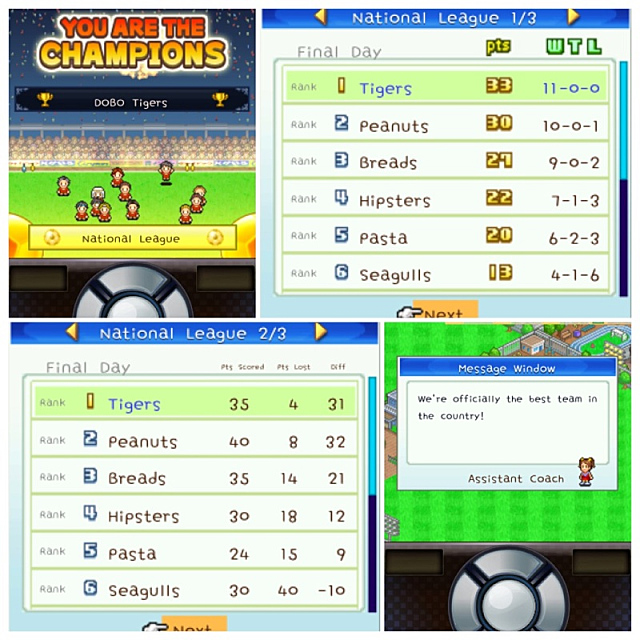 YOU ARE THE
CHAMPIONS
DOBO Tigers
National League
National League 1/3
Final Day pts W T L
Rank 1 Tigers 33 11-0-0
Rank 2 Peanuts 30 10-0-1
Rank 3 Breads 27 9-0-2
Rank 4 Hipsters 22 7-1-3
Rank 5 Pasta 20 6-2-3
Rank 6 Seagulls 13 4-1-6
Next
National League 2/3
Final Day Pts Scored Pts Lost Diff
Rank 1 Tigers 35 4 31
Rank 2 Peanuts 40 8 32
Rank 3 Breads 35 14 21
Rank 4 Hipsters 30 18 12
Rank 5 Pasta 24 15 9
Rank 6 Seagulls 30 40 -10
Next
Message Window
We're officially the best team in
the country!
Assistant Coach